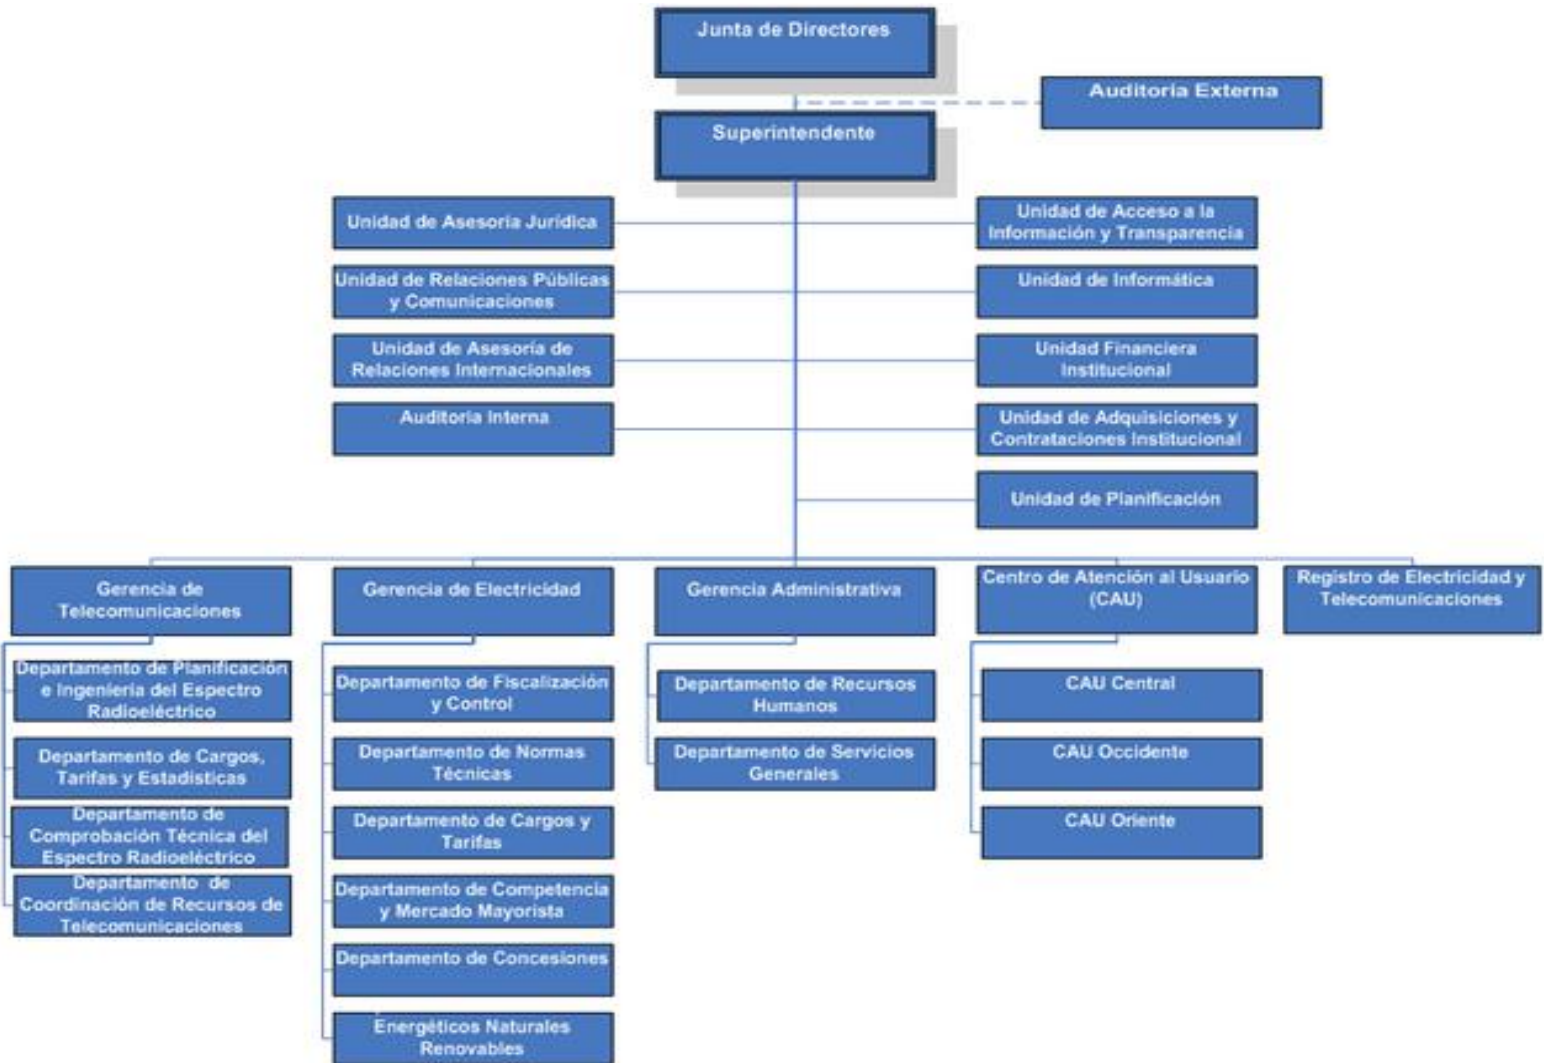 Junta de Directores
Auditoría Externa
Superintendente
Unidad de Asesoría Jurídica
Unidad de Acceso a la
Información y Transparencia
Unidad de Relaciones Públicas
y Comunicaciones
Unidad de Informática
Unidad de Asesoría de
Relaciones Internacionales
Unidad Financiera
Institucional
Auditoría Interna
Unidad de Adquisiciones y
Contrataciones Institucional
Unidad de Planificación
Gerencia de
Telecomunicaciones
Gerencia de Electricidad
Gerencia Administrativa
Centro de Atención al Usuario
(CAU)
Registro de Electricidad y
Telecomunicaciones
Departamento de Planificación
e Ingeniería del Espectro
Radioeléctrico
Departamento de Cargos,
Tarifas y Estadísticas
Departamento de
Comprobación Técnica del
Espectro Radioeléctrico
Departamento de
Coordinación de Recursos de
Telecomunicaciones
Departamento de Fiscalización
y Control
Departamento de Normas
Técnicas
Departamento de Cargos y
Tarifas
Departamento de Competencia
y Mercado Mayorista
Departamento de Concesiones
Energéticos Naturales
Renovables
Departamento de Recursos
Humanos
Departamento de Servicios
Generales
CAU Central
CAU Occidente
CAU Oriente